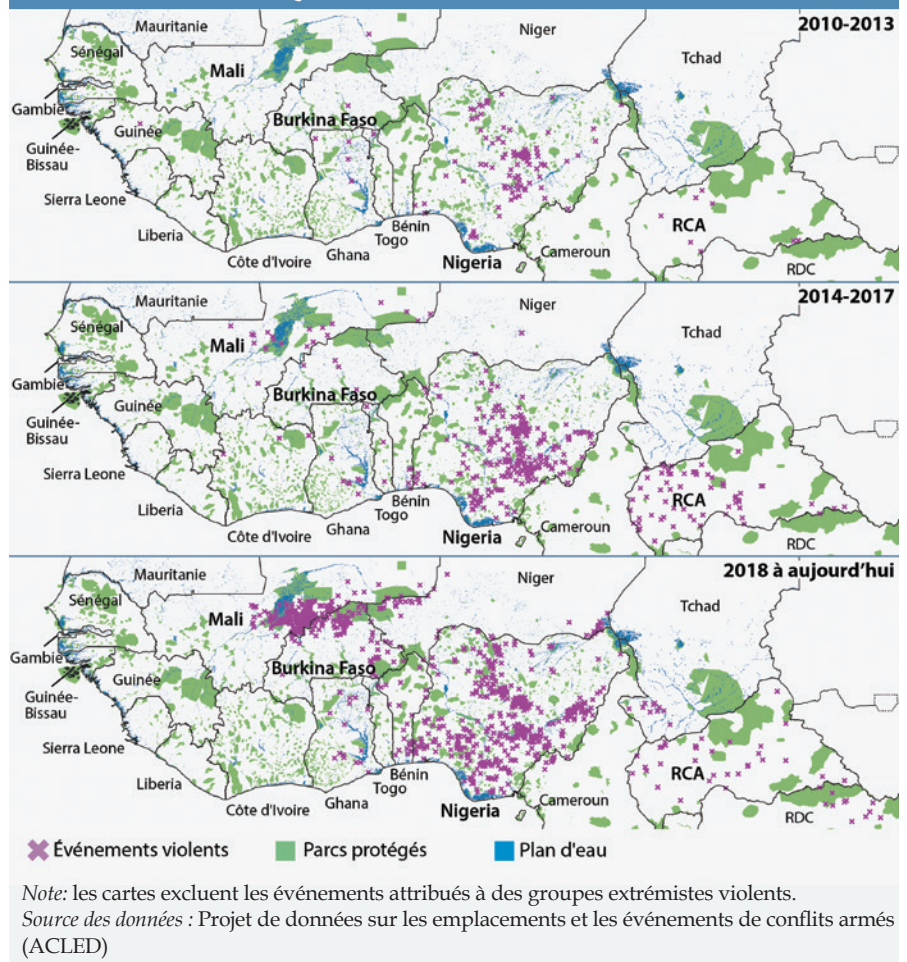 2010-2013
Mauritanie
Niger
Sénégal
Mali
Tchad
Gambie
Burkina Faso
Guinée
Guinée-
Bissau
Sierra Leone
RCA
Liberia
Bénin
Togo
Côte d'Ivoire
Ghana
Nigeria
Cameroun
RDC
2014-2017
Mauritanie
Niger
Sénégal
Mali
Tchad
Gambie
Burkina Faso
Guinée
Guinée-
Bissau
Sierra Leone
RCA
Liberia
Bénin
Togo
Côte d'Ivoire
Ghana
Nigeria
Cameroun
RDC
2018 à aujourd'hui
Mauritanie
Niger
Sénégal
Mali
Tchad
Gambie
Burkina Faso
Guinée
Guinée-
Bissau
Sierra Leone
RCA
Liberia
Bénin
Togo
Côte d'Ivoire
Ghana
Nigeria
Cameroun
RDC
Événements violents
Parcs protégés
Plan d'eau
Note: les cartes excluent les événements attribués à des groupes extrémistes violents.
Source des données : Projet de données sur les emplacements et les événements de conflits armés
(ACLED)